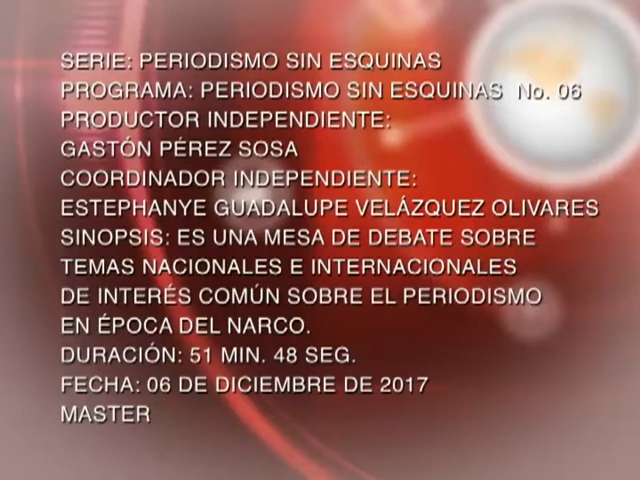 SERIE: PERIODISMO SIN ESQUINAS
PROGRAMA: PERIODISMO SIN ESQUINAS No. 06
PRODUCTOR INDEPENDIENTE:
GASTÓN PÉREZ SOSA
COORDINADOR INDEPENDIENTE:
ESTEPHANYE GUADALUPE VELÁZQUEZ OLIVARES
SINOPSIS: ES UNA MESA DE DEBATE SOBRE
TEMAS NACIONALES E INTERNACIONALES
DE INTERÉS COMÚN SOBRE EL PERIODISMO
EN ÉPOCA DEL NARCO.
DURACIÓN: 51 MIN. 48 SEG.
FECHA: 06 DE DICIEMBRE DE 2017
MASTER